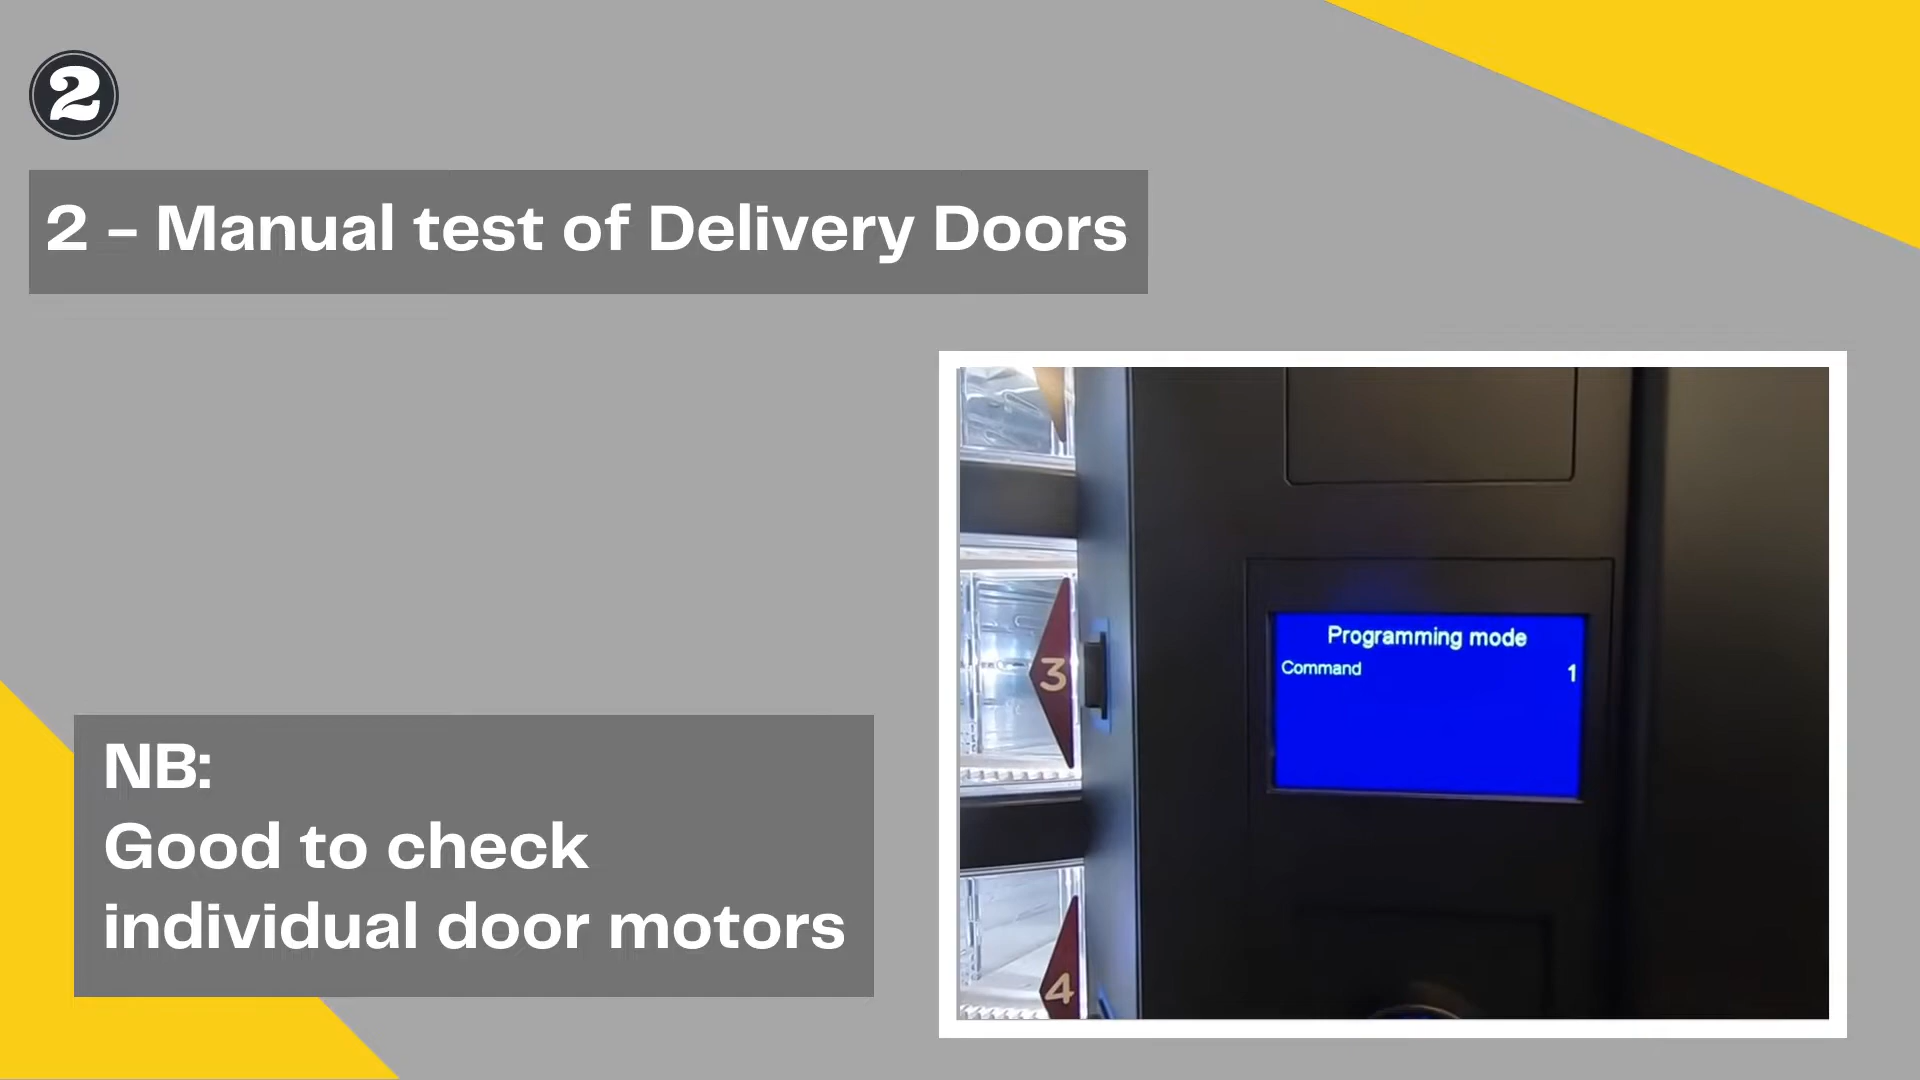 2
2 - Manual test of Delivery Doors
Programming mode
Command 1
3
4
NB:
Good to check
individual door motors